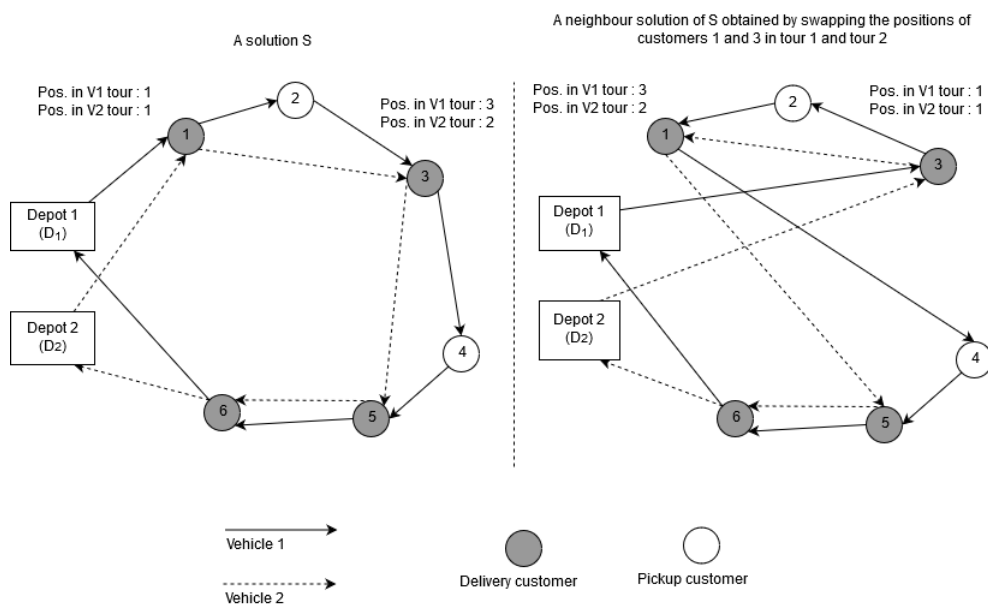 A solution S
Pos. in V1 tour : 1
Pos. in V2 tour : 1
2
Pos. in V1 tour : 3
Pos. in V2 tour : 2
1
3
Depot 1
(D1)
Depot 2
(D2)
4
6
5
A neighbour solution of S obtained by swapping the positions of
customers 1 and 3 in tour 1 and tour 2
Pos. in V1 tour : 3
Pos. in V2 tour : 2
2
Pos. in V1 tour : 1
Pos. in V2 tour : 1
1
3
Depot 1
(D1)
Depot 2
(D2)
4
6
5
Vehicle 1
Vehicle 2
Delivery customer
Pickup customer